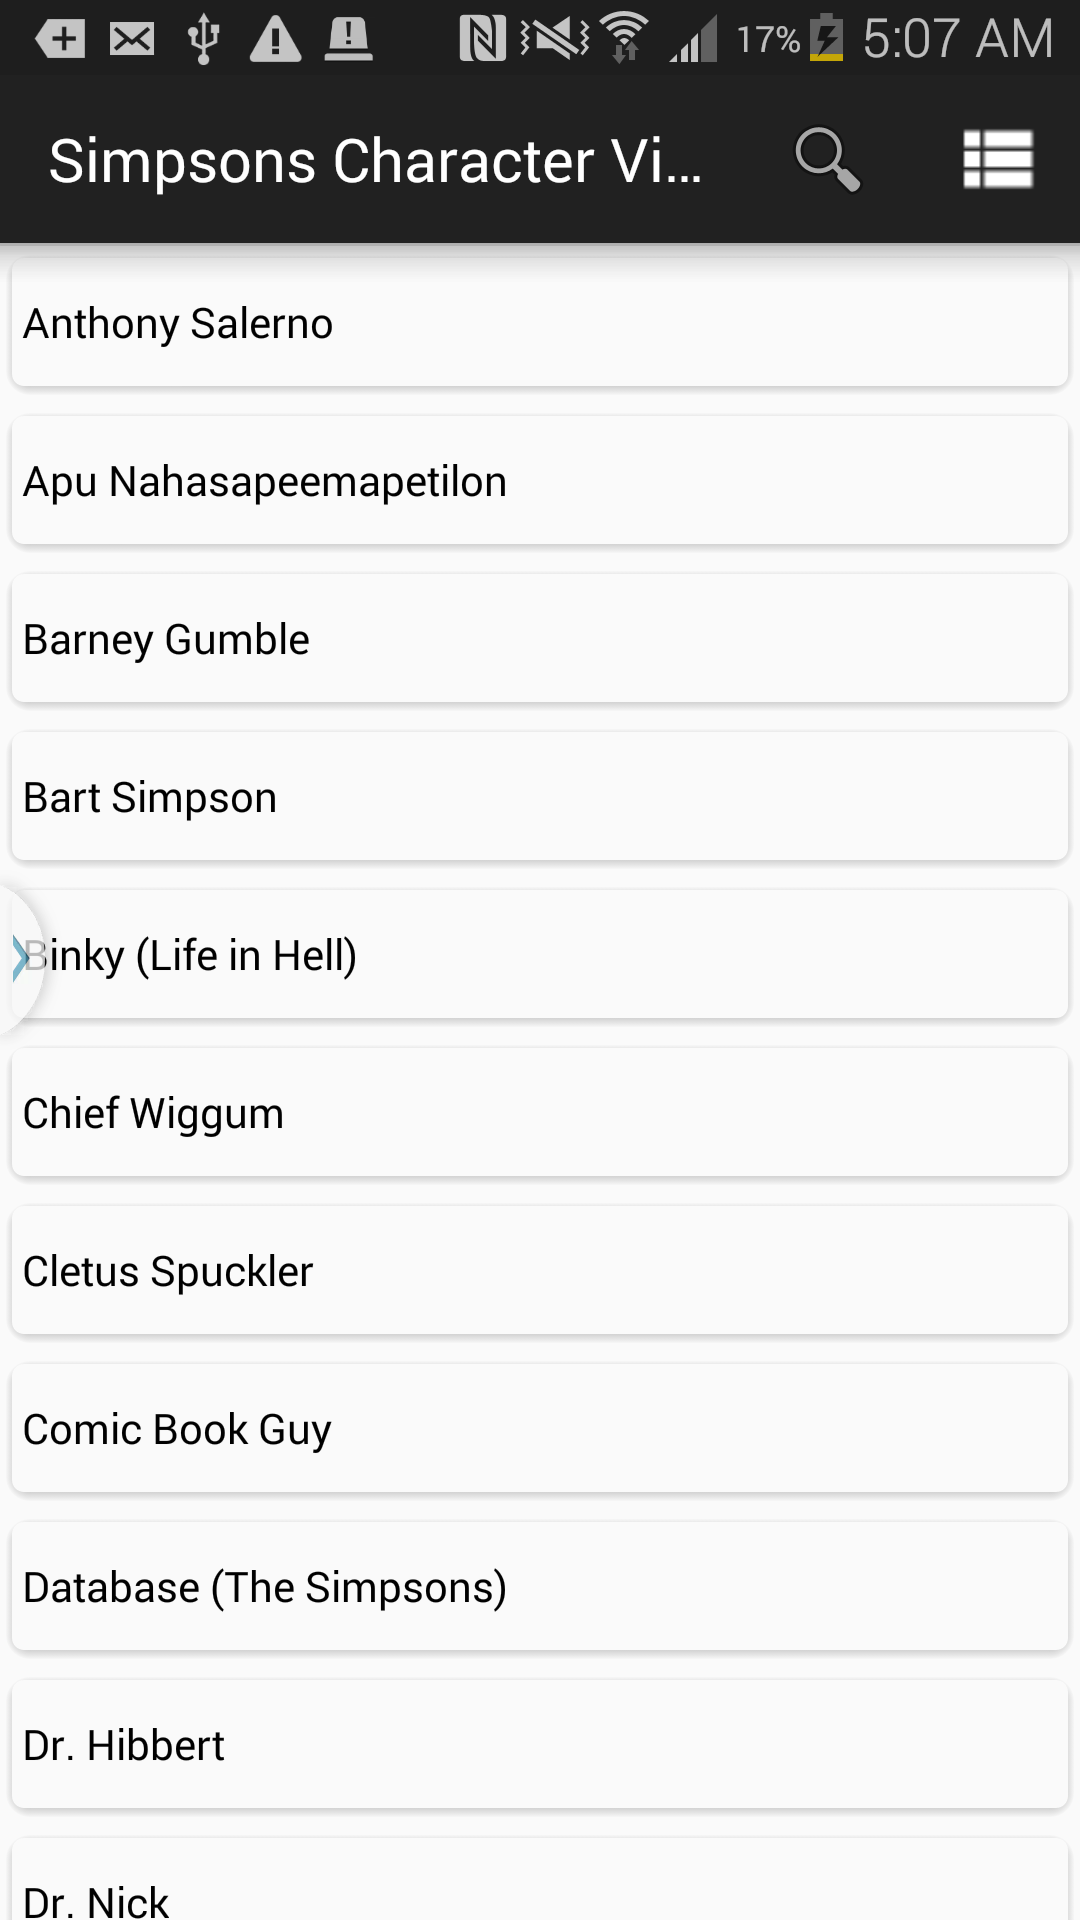 17% 5:07 AM
Simpsons Character Vi...
Anthony Salerno
Apu Nahasapeemapetilon
Barney Gumble
Bart Simpson
Binky (Life in Hell)
Chief Wiggum
Cletus Spuckler
Comic Book Guy
Database (The Simpsons)
Dr. Hibbert
Dr. Nick